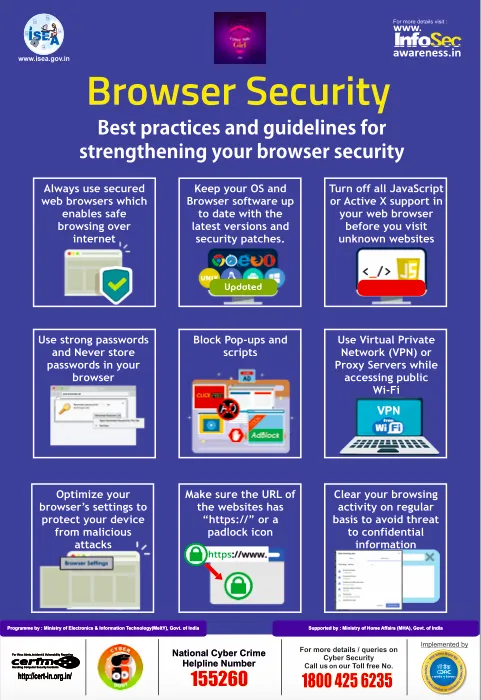 iSEA
www.isea.gov.in
For more details visit :
www.
InfoSec
awareness.in
Browser Security
Best practices and guidelines for
strengthening your browser security
Always use secured
web browsers which
enables safe
browsing over
internet
Keep your OS and
Browser software up
to date with the
latest versions and
security patches.
Updated
Turn off all JavaScript
or Active X support in
your web browser
before you visit
unknown websites
<_/>
JS
Use strong passwords
and Never store
passwords in your
browser
Block Pop-ups and
scripts
AD
CLICK
AD
AdBlock
Use Virtual Private
Network (VPN) or
Proxy Servers while
accessing public
Wi-Fi
VPN
Wi Fi
Optimize your
browser's settings to
protect your device
from malicious
attacks
Browser Settings
Make sure the URL of
the websites has
“https://” or a
padlock icon
https://www.
Clear your browsing
activity on regular
basis to avoid threat
to confidential
information
Programme by : Ministry of Electronics & Information Technology(MeitY), Govt. of India
Supported by : Ministry of Home Affairs (MHA), Govt. of India
http://cert-in.org.in/
CYBER
National Cyber Crime
Helpline Number
155260
For more details / queries on
Cyber Security
Call us on our Toll free No.
1800 425 6235
Implemented by